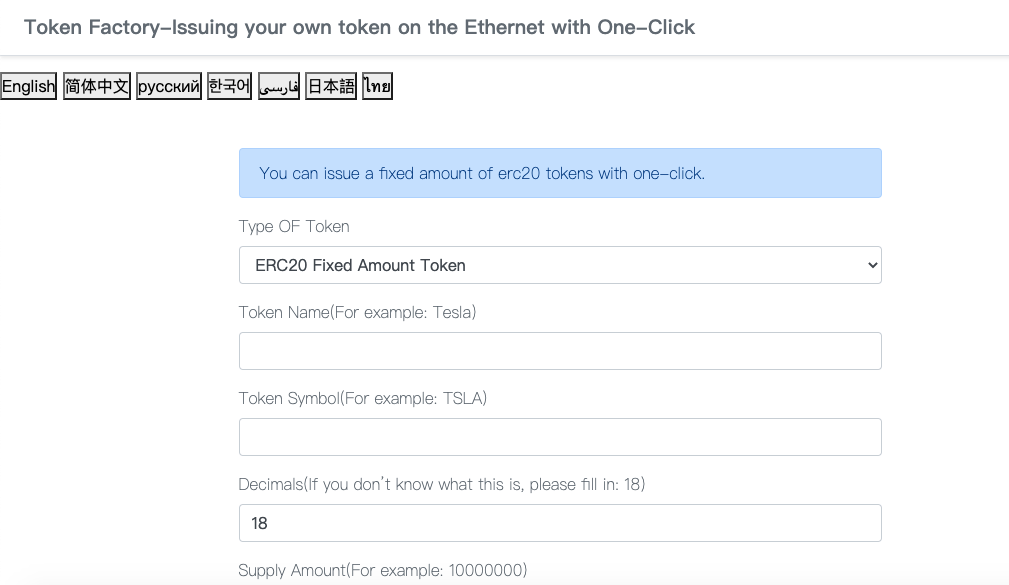 Token Factory-Issuing your own token on the Ethernet with One-Click
English 简体中文 русский 한국어 فارسی 日本語 ไทย
You can issue a fixed amount of erc20 tokens with one-click.
Type OF Token
ERC20 Fixed Amount Token
Token Name(For example: Tesla)
Token Symbol(For example: TSLA)
Decimals(If you don't know what this is, please fill in: 18)
18
Supply Amount(For example: 10000000)